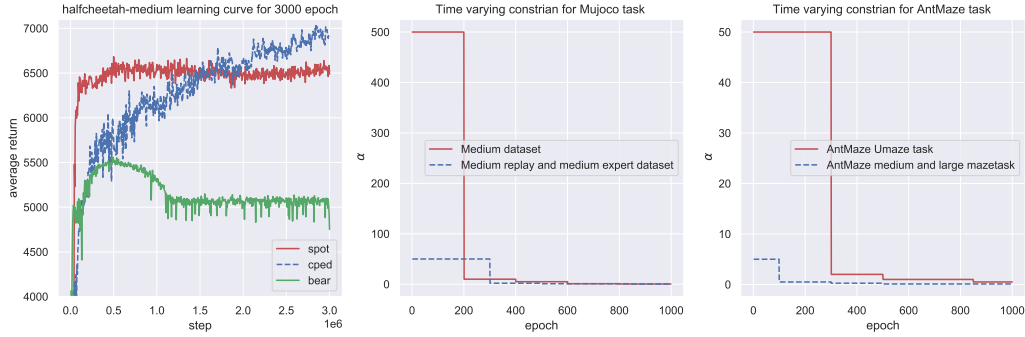 halfcheetah-medium learning curve for 3000 epoch
7000
6500
6000
5500
5000
4500
4000
average return
0.0 0.5 1.0 1.5 2.0 2.5 3.0
1e6
step
spot
cped
bear
Time varying constrian for Mujoco task
500
400
300
200
100
0
α
0 200 400 600 800 1000
epoch
Medium dataset
Medium replay and medium expert dataset
Time varying constrian for AntMaze task
50
40
30
20
10
0
α
0 200 400 600 800 1000
epoch
AntMaze Umaze task
AntMaze medium and large mazetask